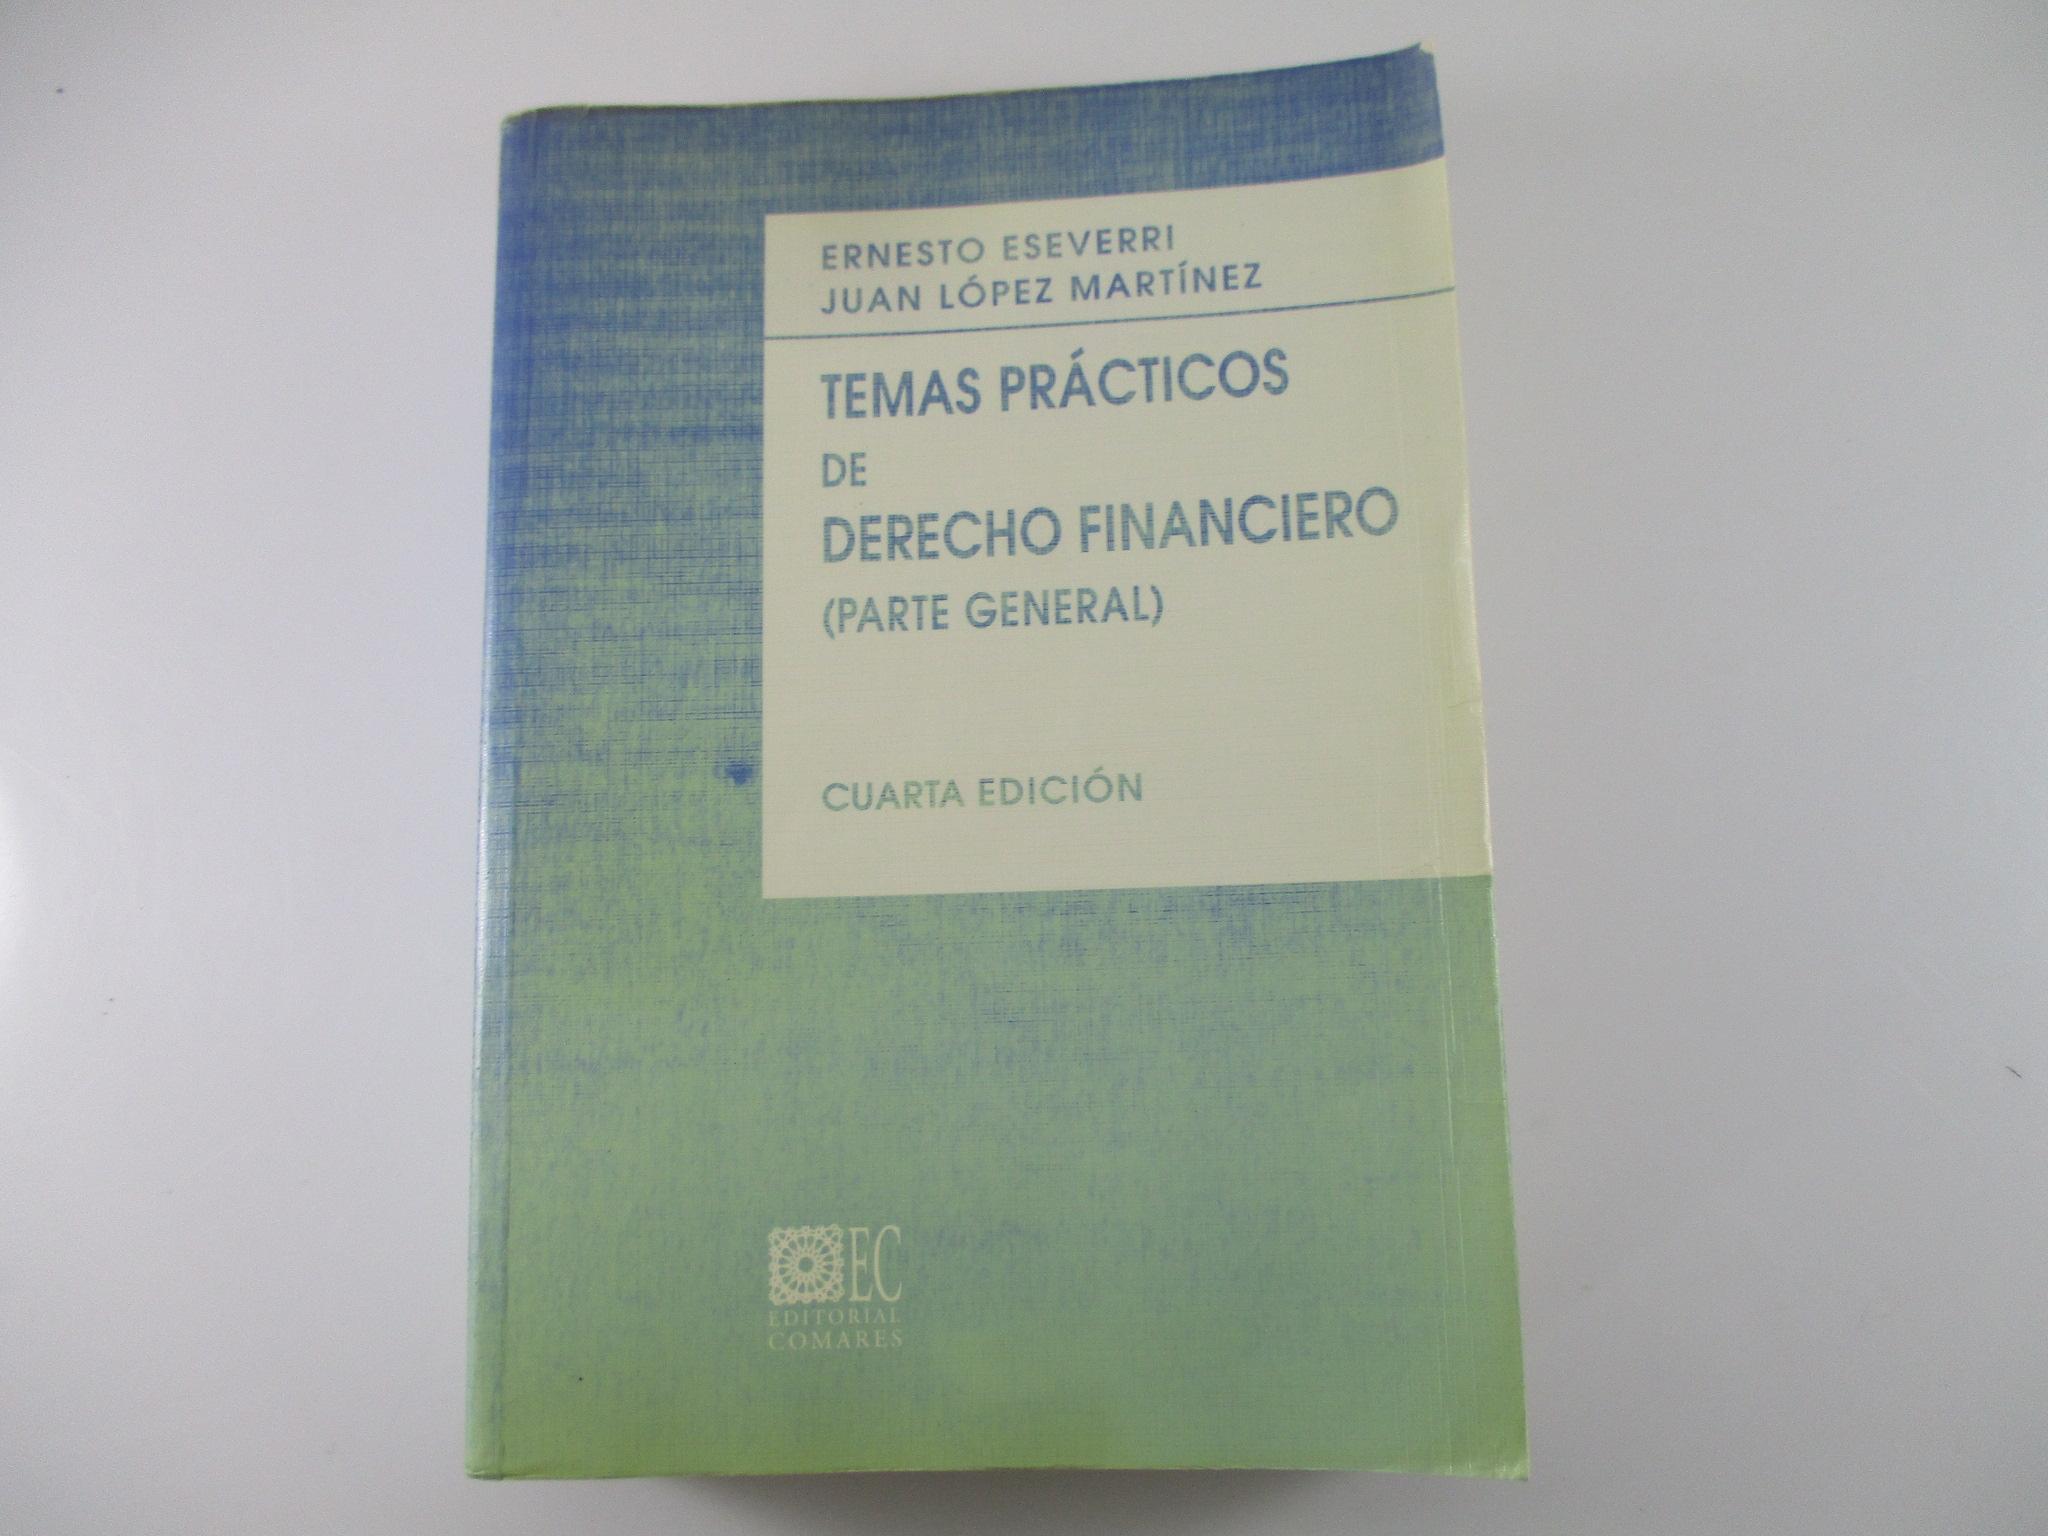 ERNESTO ESEVERRI
JUAN LÓPEZ MARTÍNEZ
TEMAS PRÁCTICOS
DE
DERECHO FINANCIERO
(PARTE GENERAL)
CUARTA EDICIÓN
EC
EDITORIAL
COMARES